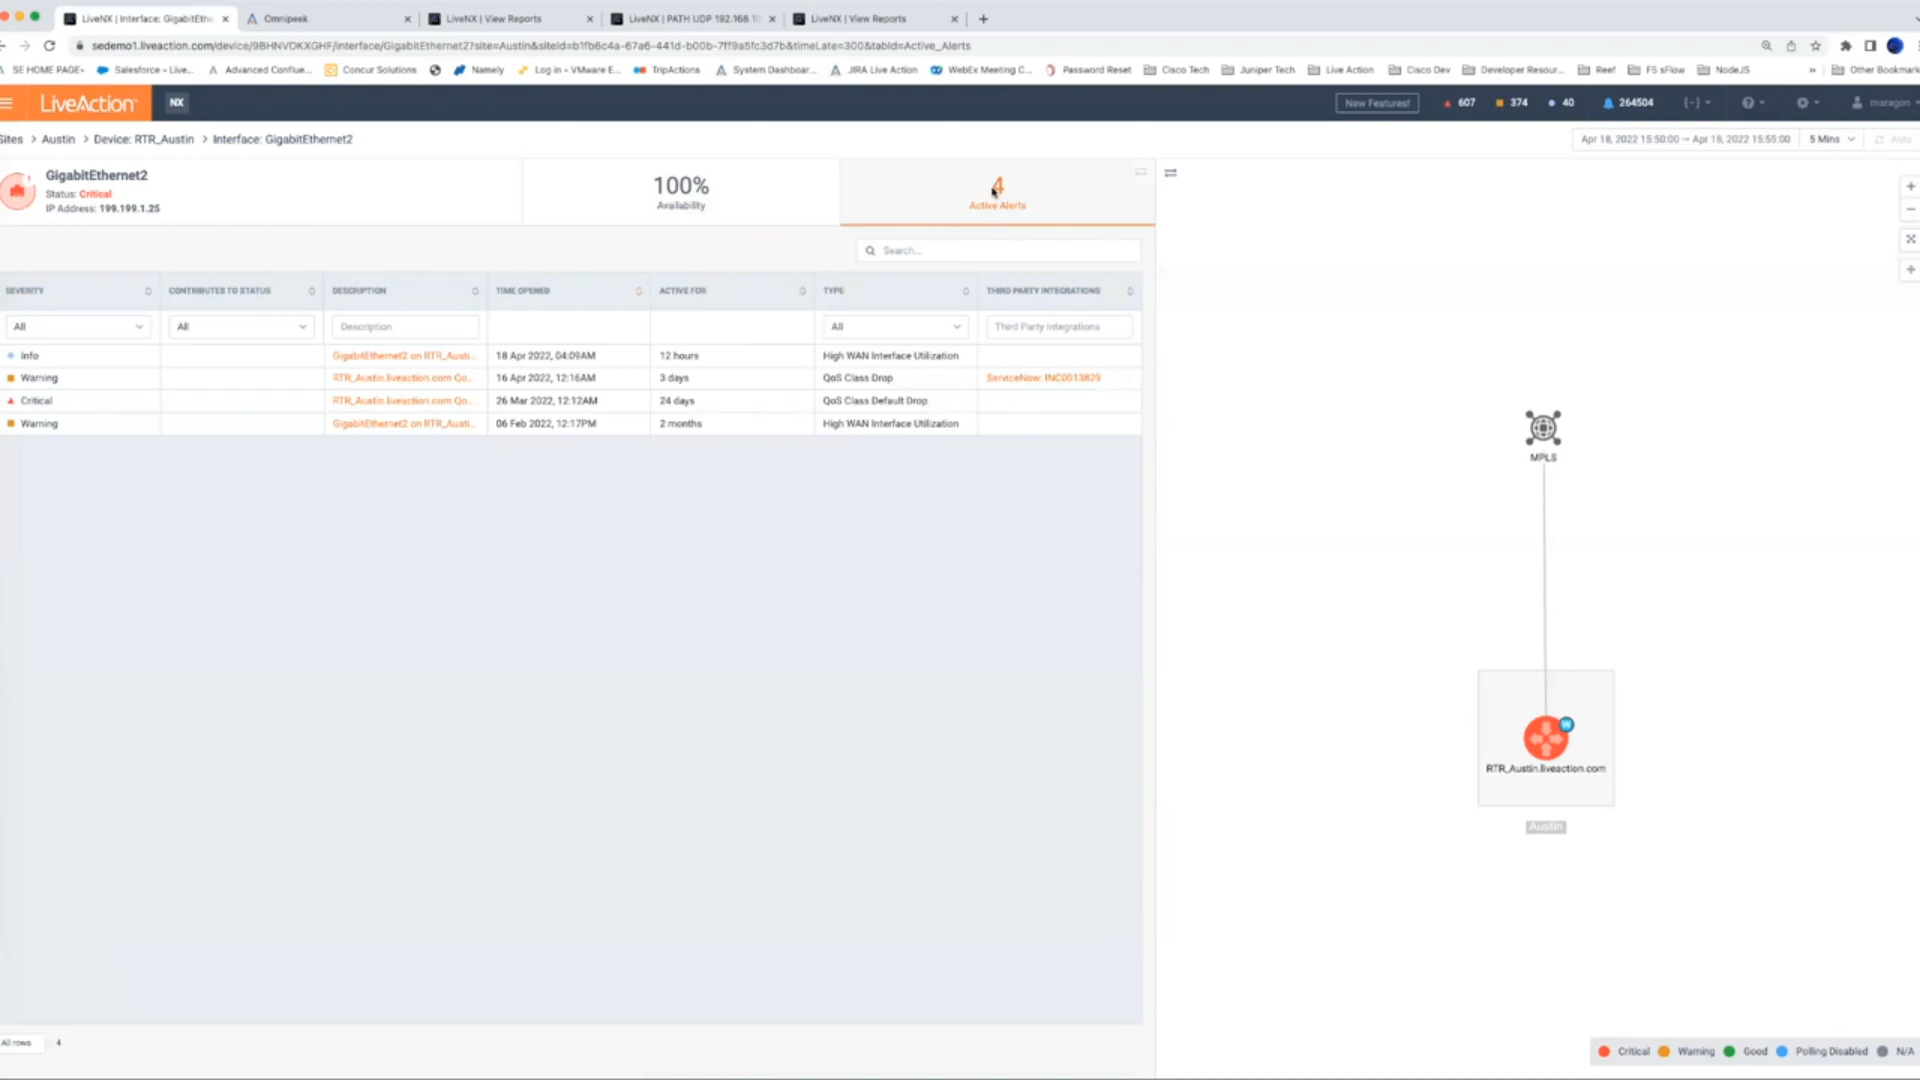 LiveNX | Interface: GigabitEthe
Omnipeek
LiveNX | View Reports
LiveNX | PATH UDP 192.168.10
LiveNX | View Reports
sedemo1.liveaction.com/device/9BHNVDKXGHF/interface/GigabitEthernet2?site=Austin&siteId=b1fb6c4a-67a6-441d-b00b-7ff9a5fc3d7b&timeLate=300&tabId=Active_Alerts
SE HOME PAGE-
Salesforce - Live...
Advanced Conflue...
Concur Solutions
Namely
Log in - VMware E...
TripActions
System Dashboar...
JIRA Live Action
WebEx Meeting C...
Password Reset
Cisco Tech
Juniper Tech
Live Action
Cisco Dev
Developer Resour...
Reef
F5 sFlow
NodeJS
»
Other Bookmark
LiveAction
NX
New Features!
607
374
40
264504
maragon
Sites > Austin > Device: RTR_Austin > Interface: GigabitEthernet2
Apr 18, 2022 15:50:00 → Apr 18, 2022 15:55:00
5 Mins
Auto
GigabitEthernet2
Status: Critical
IP Address: 199.199.1.25
100%
Availability
4
Active Alerts
Search...
SEVERITY CONTRIBUTES TO STATUS DESCRIPTION TIME OPENED ACTIVE FOR TYPE THIRD PARTY INTEGRATIONS
All All Description All Third Party Integrations
Info GigabitEthernet2 on RTR_Austi... 18 Apr 2022, 04:09AM 12 hours High WAN Interface Utilization
Warning RTR_Austin.liveaction.com Qo... 16 Apr 2022, 12:16AM 3 days QoS Class Drop ServiceNow: INC0013829
Critical RTR_Austin.liveaction.com Qo... 26 Mar 2022, 12:12AM 24 days QoS Class Default Drop
Warning GigabitEthernet2 on RTR_Austi... 06 Feb 2022, 12:17PM 2 months High WAN Interface Utilization
MPLS
W
RTR_Austin.liveaction.com
Austin
All rows 4
Critical Warning Good Polling Disabled N/A